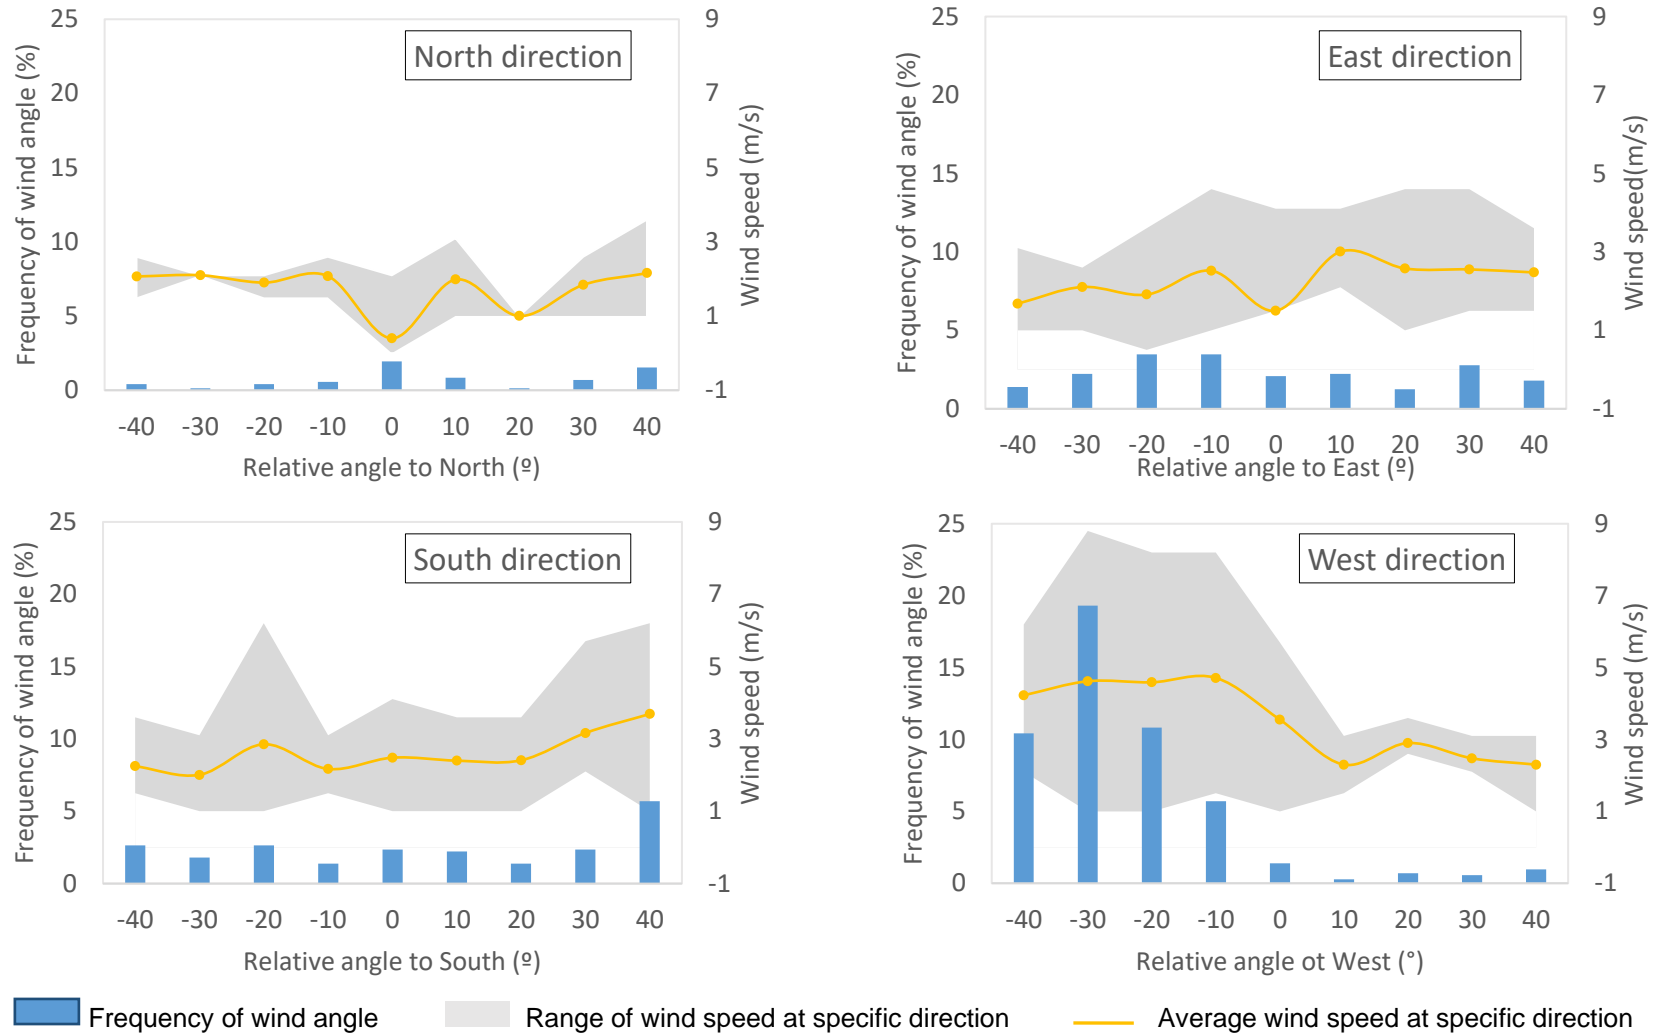 North direction
Frequency of wind angle (%)
25
20
15
10
5
0
9
7
5
3
1
-1
Wind speed (m/s)
-40 -30 -20 -10 0 10 20 30 40
Relative angle to North (º)
East direction
Frequency of wind angle (%)
25
20
15
10
5
0
9
7
5
3
1
-1
Wind speed(m/s)
-40 -30 -20 -10 0 10 20 30 40
Relative angle to East (º)
South direction
Frequency of wind angle (%)
25
20
15
10
5
0
9
7
5
3
1
-1
Wind speed (m/s)
-40 -30 -20 -10 0 10 20 30 40
Relative angle to South (º)
West direction
Frequency of wind angle (%)
25
20
15
10
5
0
9
7
5
3
1
-1
Wind speed (m/s)
-40 -30 -20 -10 0 10 20 30 40
Relative angle ot West (°)
Frequency of wind angle Range of wind speed at specific direction Average wind speed at specific direction